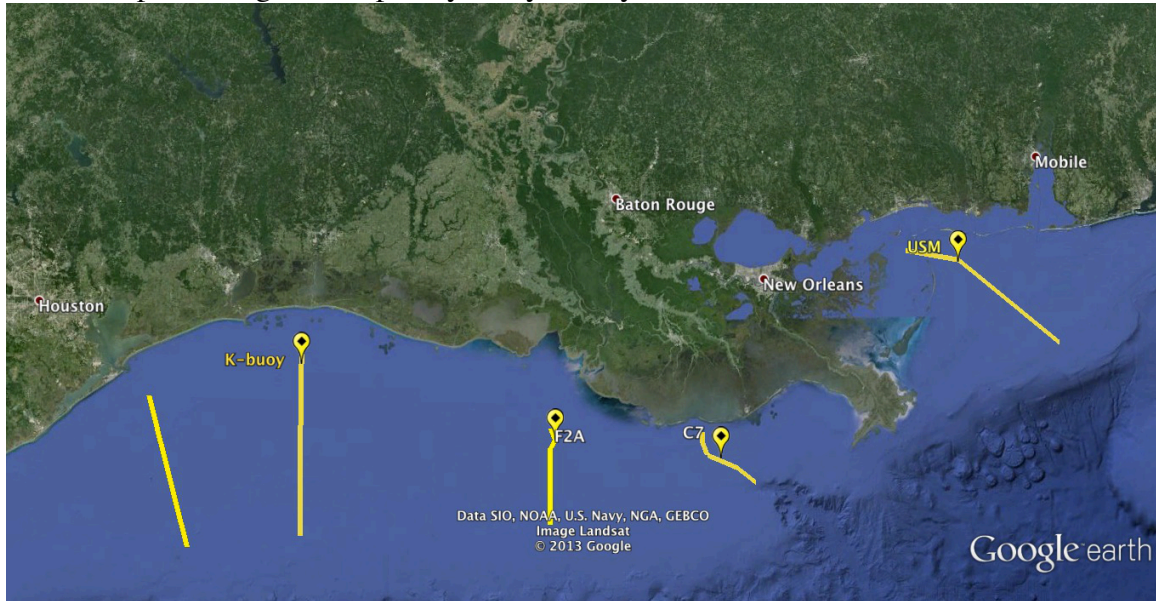 Mobile
Baton Rouge
USM
New Orleans
Houston
K-buoy
F2A
C7
Data SIO, NOAA, U.S. Navy, NGA, GEBCO
Image Landsat
© 2013 Google
Google earth